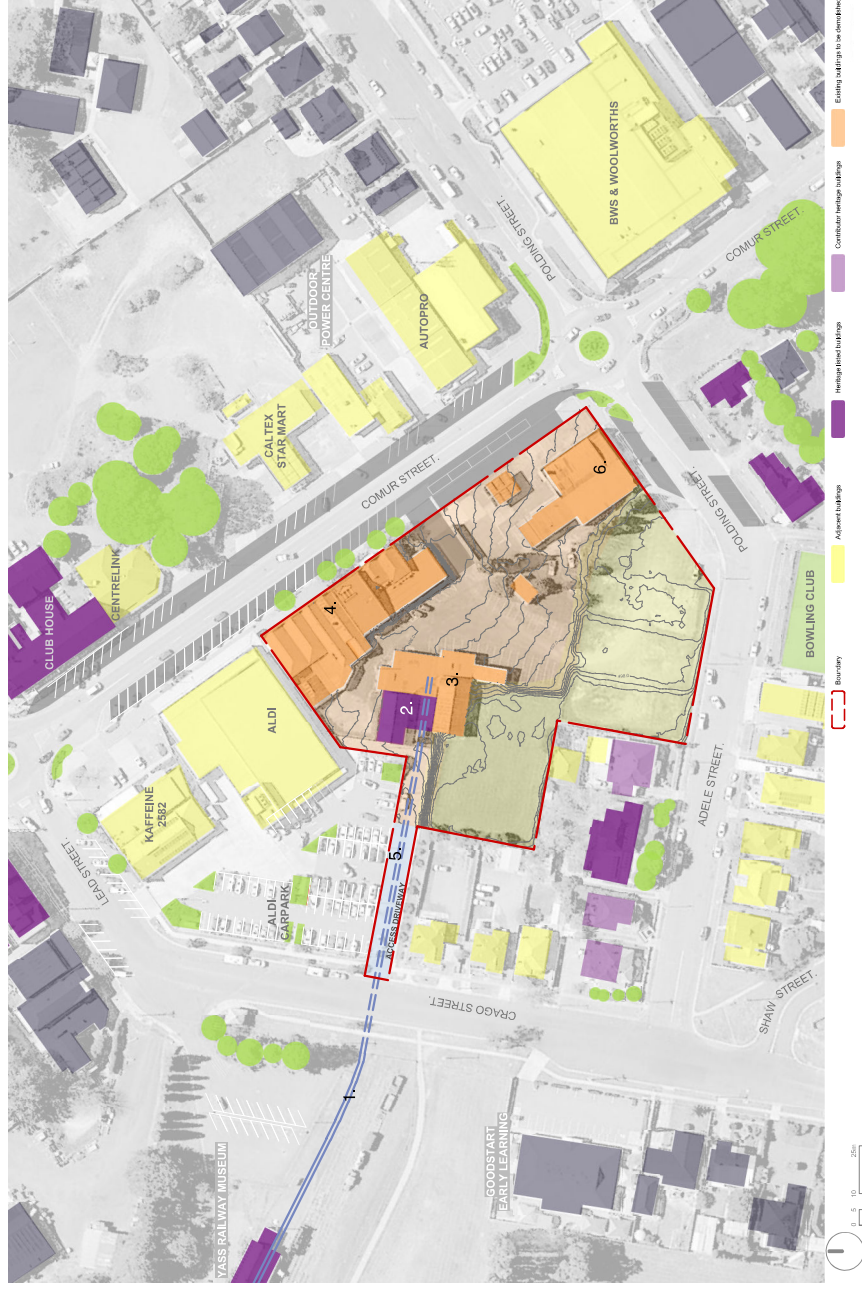 CLUB HOUSE
CENTRELINK
CALTEX
STAR MART
OUTDOOR
POWER CENTRE
AUTOPRO
BWS & WOOLWORTHS
POLDING STREET.
COMUR STREET.
COMUR STREET.
POLDING STREET.
LEAD STREET.
KAFFEINE
2582
ALDI
ALDI
CARPARK
ACCESS DRIVEWAY
CRAGO STREET.
ADELE STREET.
SHAW STREET.
BOWLING CLUB
YASS RAILWAY MUSEUM
GOODSTART
EARLY LEARNING
1.
2.
3.
4.
5.
6.
0 5 10 25m
Boundary
Adjacent buildings
Heritage listed buildings
Contributor heritage buildings
Existing buildings to be demolished